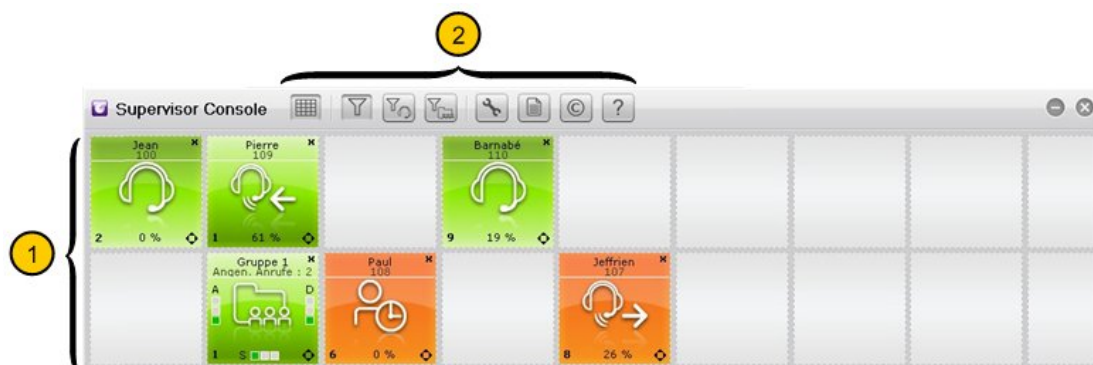 2
Supervisor Console © ?
1
Jean
100
2 0 %
Pierre
109
1 61 %
Barnabé
110
9 19 %
Gruppe 1
Angen. Anrufe : 2
A D
1 S
Paul
108
6 0 %
Jeffrien
107
8 26 %